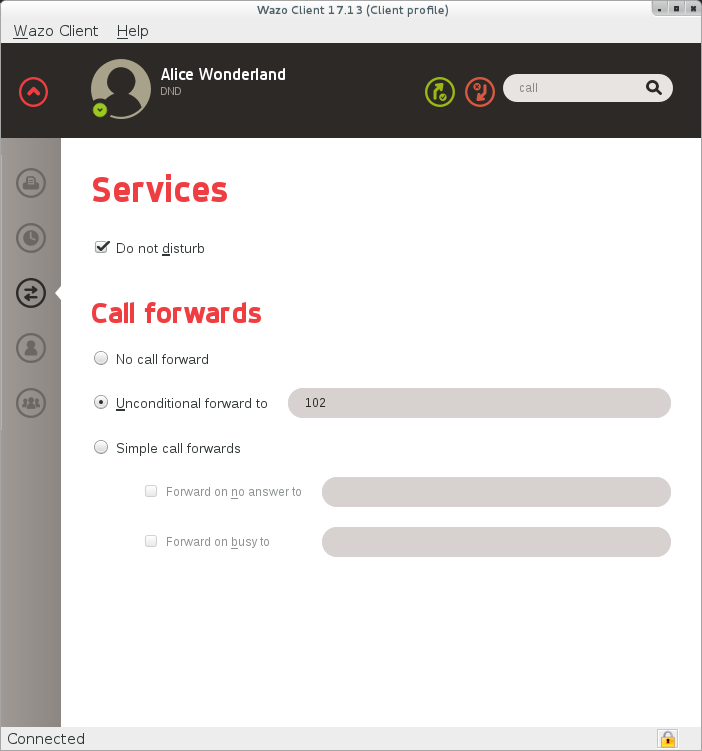 Wazo Client 17.13 (Client profile)
Wazo Client Help
Alice Wonderland
DND
call
Services
Do not disturb
Call forwards
No call forward
Unconditional forward to 102
Simple call forwards
Forward on no answer to
Forward on busy to
Connected